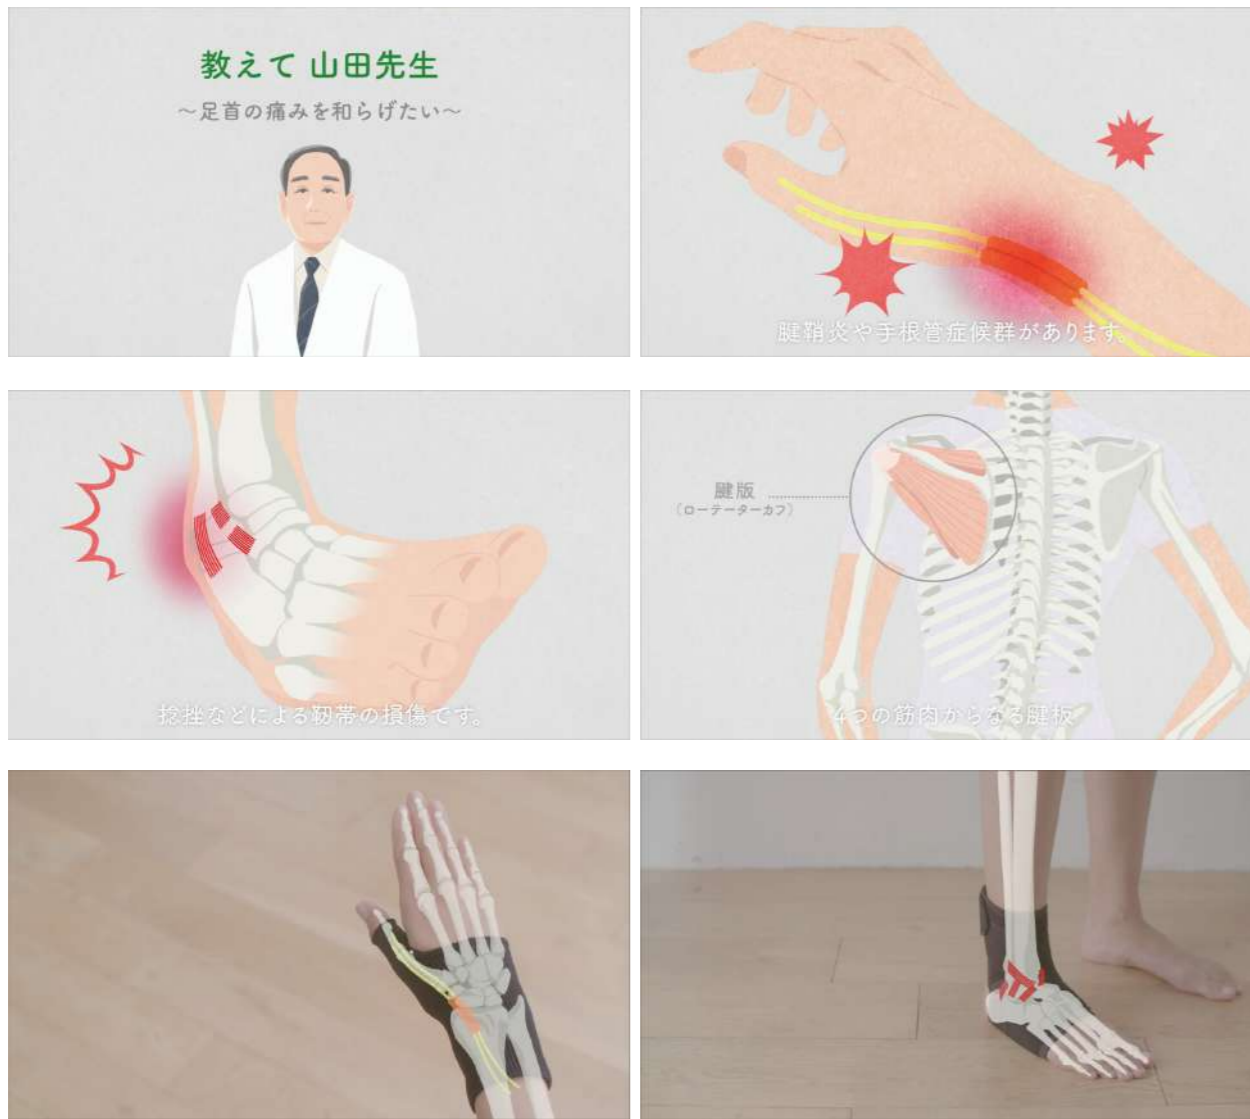 教えて 山田先生
～足首の痛みを和らげたい～
腱鞘炎や手根管症候群があります。
捻挫などによる靭帯の損傷です。
腱版
（ローテーターカフ）
4つの筋肉からなる腱板